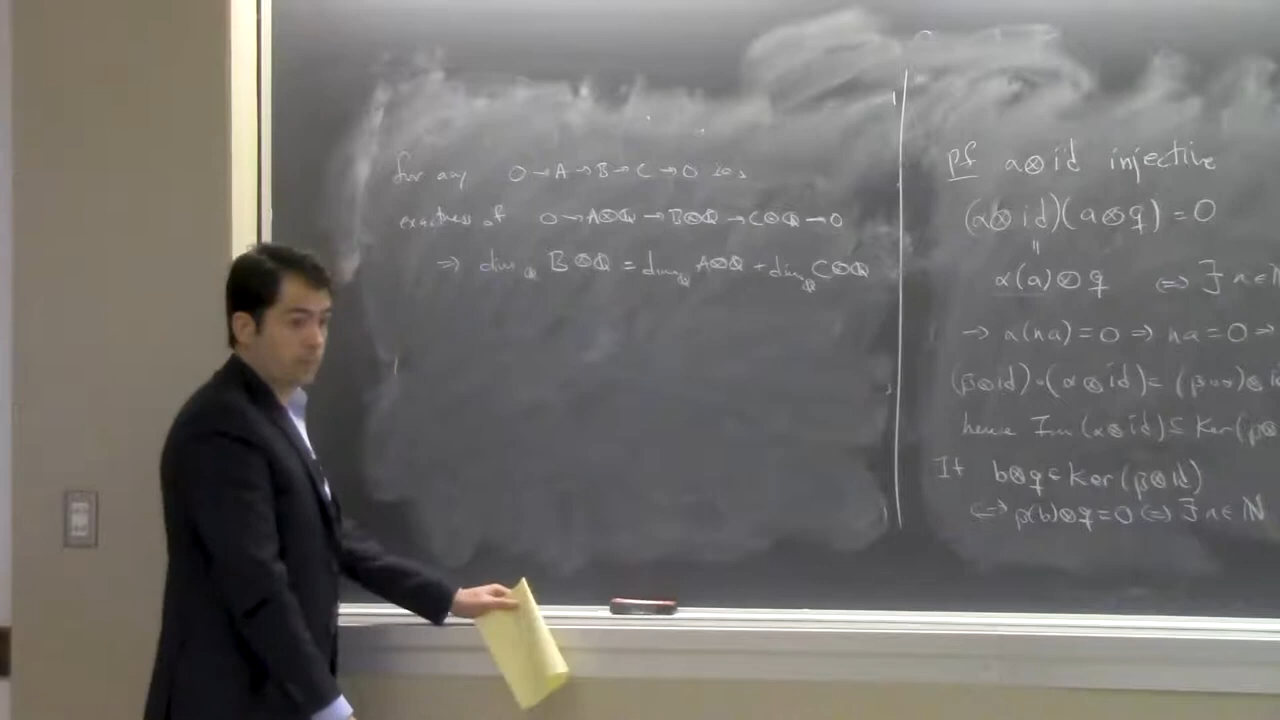 for any 0→A→B→C→0 ses
exactness of 0→A⊗ℚ→B⊗ℚ→C⊗ℚ→0
⇒ dim_ℚ B⊗ℚ = dim_ℚ A⊗ℚ + dim_ℚ C⊗ℚ
pf α⊗id injective
(α⊗id)(a⊗q) = 0
"
α(a)⊗q ⇔ ∃ n∈ℕ
→ α(na)=0 ⇒ na=0 ⇒
(β⊗id)∘(α⊗id) = (β∘α)⊗id
hence Im(α⊗id) ⊆ Ker(β⊗
If b⊗q ∈ Ker(β⊗id)
⇔ β(b)⊗q=0 ⇔ ∃ n∈ℕ